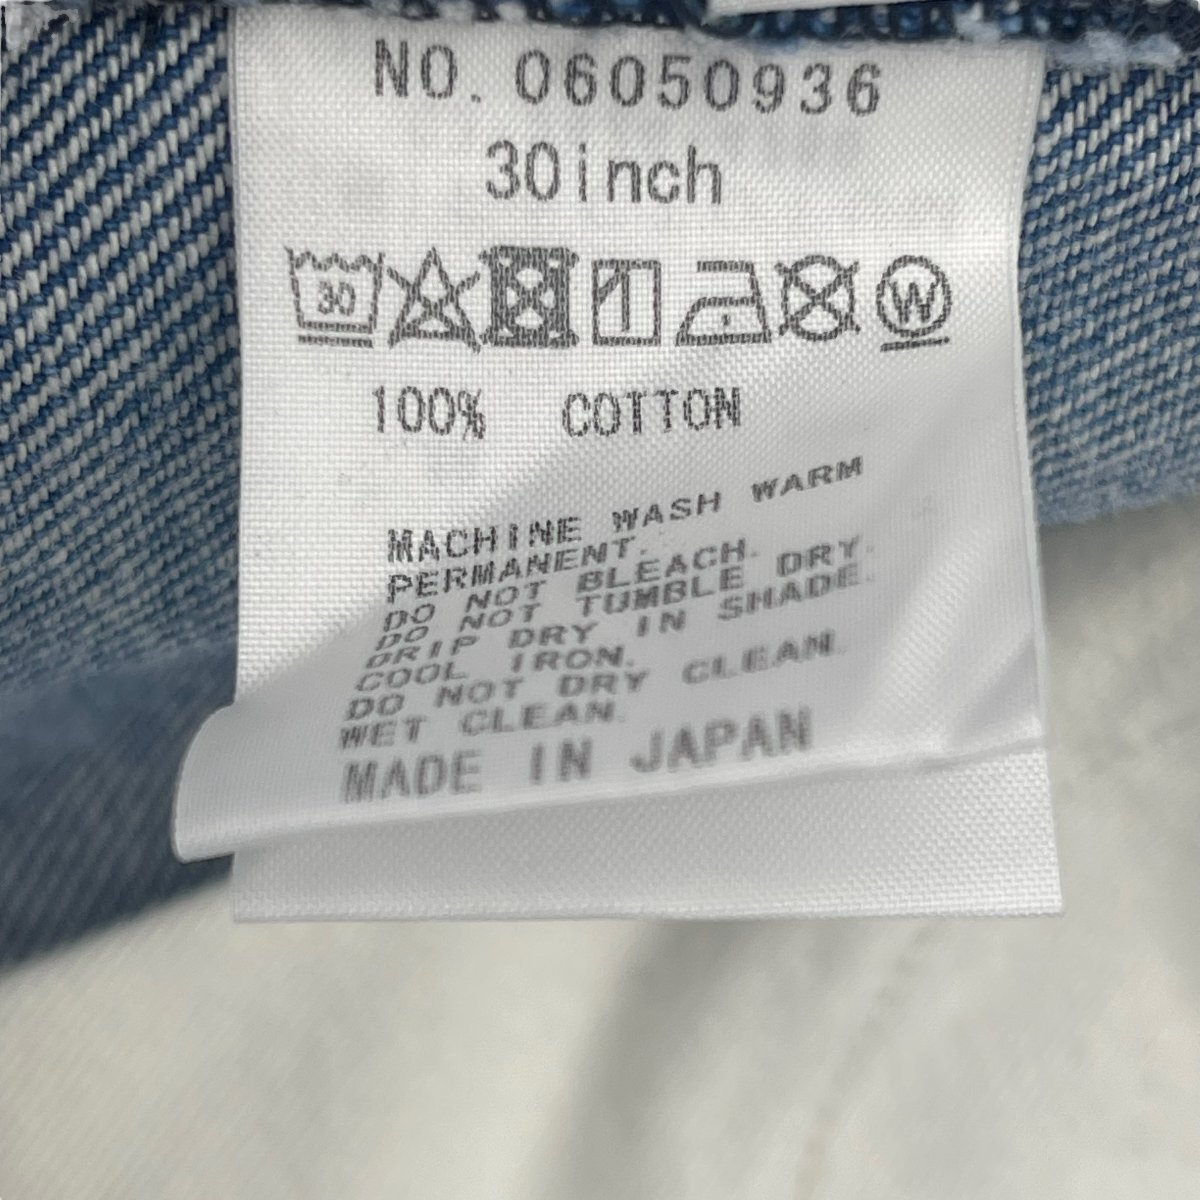 NO. 06050936
30inch
30
W
100% COTTON
MACHINE WASH WARM
PERMANENT.
DO NOT BLEACH.
DO NOT TUMBLE DRY.
DRIP DRY IN SHADE.
COOL IRON.
DO NOT DRY CLEAN.
WET CLEAN.
MADE IN JAPAN